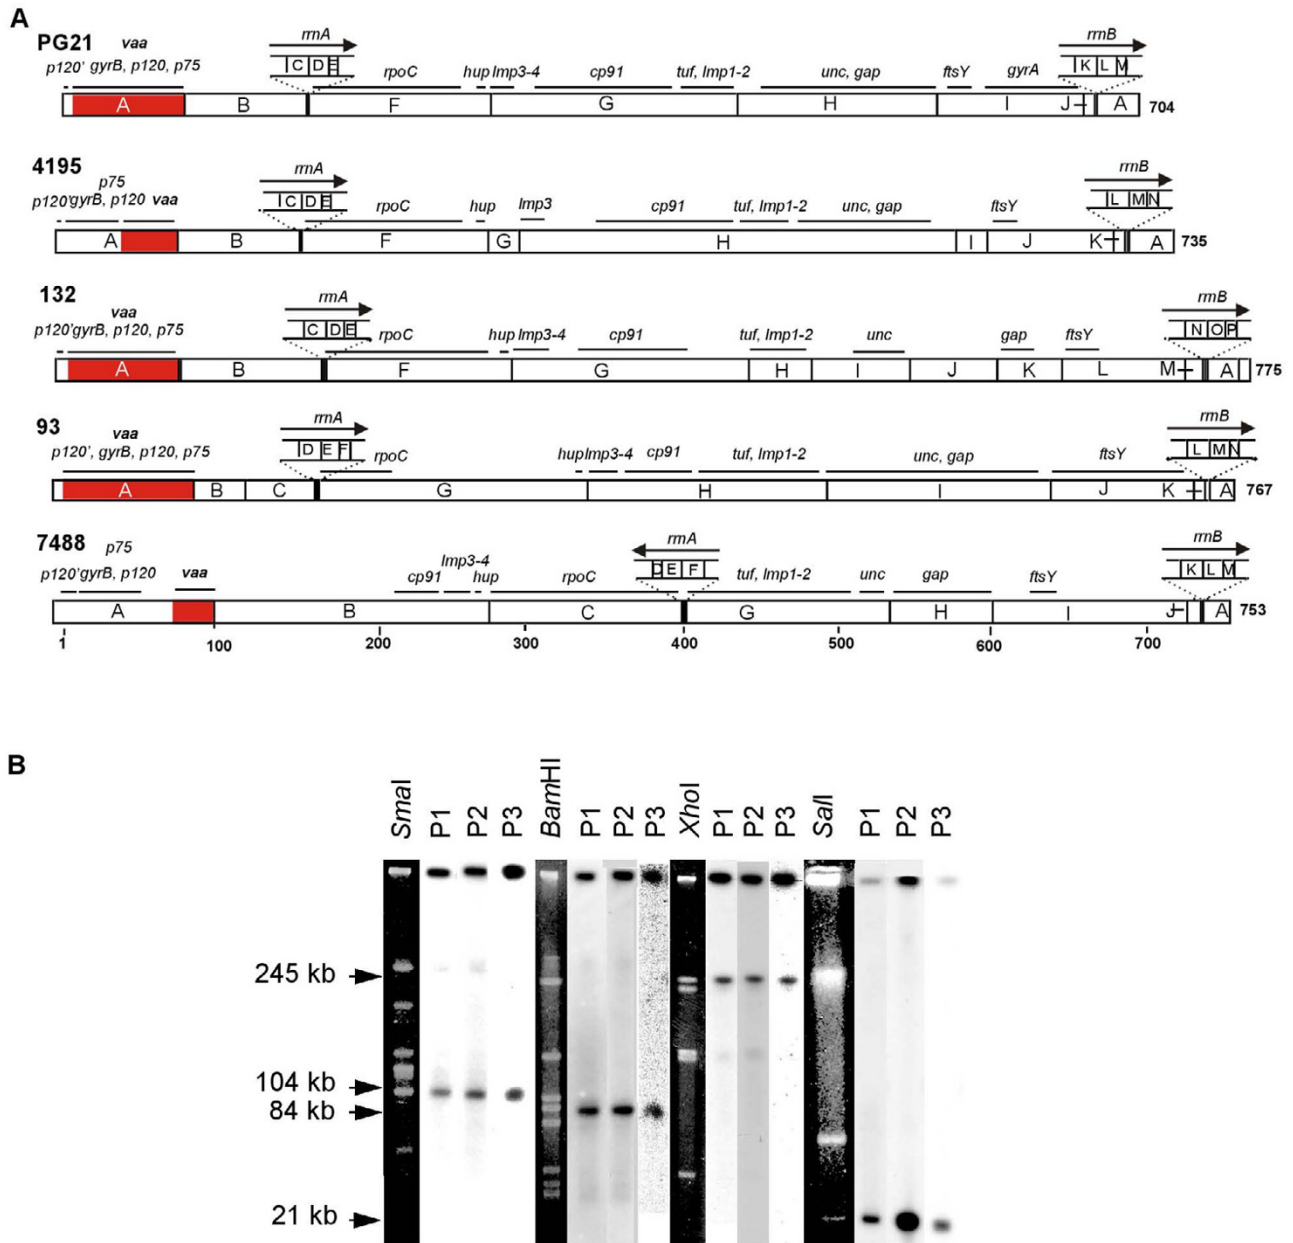 A
PG21 vaa rrnA rrnB
p120' gyrB, p120, p75 C D E rpoC hup lmp3-4 cp91 tuf, lmp1-2 unc, gap ftsY gyrA K L M
A B F G H I J A 704
4195 p75 rrnA rrnB
p120' gyrB, p120 vaa C D E rpoC hup lmp3 cp91 tuf, lmp1-2 unc, gap ftsY L M N
A B F G H I J K A 735
132 vaa rrnA rrnB
p120' gyrB, p120, p75 C D E rpoC hup lmp3-4 cp91 tuf, lmp1-2 unc gap ftsY N O P
A B F G H I J K L M A 775
93 vaa rrnA rrnB
p120', gyrB, p120, p75 D E F rpoC hup lmp3-4 cp91 tuf, lmp1-2 unc, gap ftsY L M N
A B C G H I J K A 767
7488 p75 lmp3-4 rrnA rrnB
p120' gyrB, p120 vaa cp91 hup rpoC D E F tuf, lmp1-2 unc gap ftsY K L M
A B C G H I J A 753
1 100 200 300 400 500 600 700
B
SmaI P1 P2 P3 BamHI P1 P2 P3 XhoI P1 P2 P3 SalI P1 P2 P3
245 kb
104 kb
84 kb
21 kb